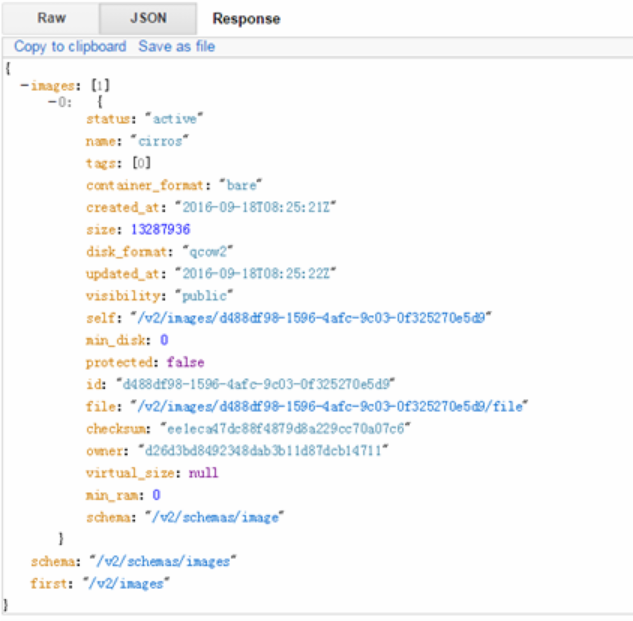 Raw JSON Response
Copy to clipboard Save as file
{
-images: [1]
-0: {
status: "active"
name: "cirros"
tags: [0]
container_format: "bare"
created_at: "2016-09-18T08:25:21Z"
size: 13287936
disk_format: "qcow2"
updated_at: "2016-09-18T08:25:22Z"
visibility: "public"
self: "/v2/images/d488df98-1596-4afc-9c03-0f325270e5d9"
min_disk: 0
protected: false
id: "d488df98-1596-4afc-9c03-0f325270e5d9"
file: "/v2/images/d488df98-1596-4afc-9c03-0f325270e5d9/file"
checksum: "ee1eca47dc88f4879d8a229cc70a07c6"
owner: "d26d3bd8492348dab3b11d87dcb14711"
virtual_size: null
min_ram: 0
schema: "/v2/schemas/image"
}
schema: "/v2/schemas/images"
first: "/v2/images"
}